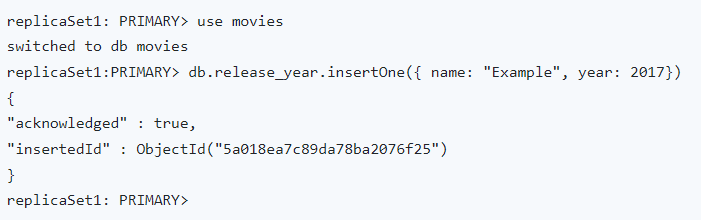 replicaSet1: PRIMARY> use movies
switched to db movies
replicaSet1:PRIMARY> db.release_year.insertOne({ name: "Example", year: 2017})
{
"acknowledged" : true,
"insertedId" : ObjectId("5a018ea7c89da78ba2076f25")
}
replicaSet1: PRIMARY>